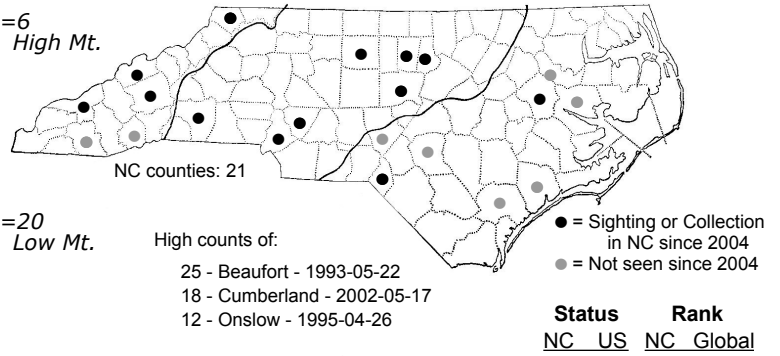 =6
High Mt.
NC counties: 21
=20
Low Mt.
High counts of:
25 - Beaufort - 1993-05-22
18 - Cumberland - 2002-05-17
12 - Onslow - 1995-04-26
= Sighting or Collection
in NC since 2004
= Not seen since 2004
Status Rank
NC US NC Global